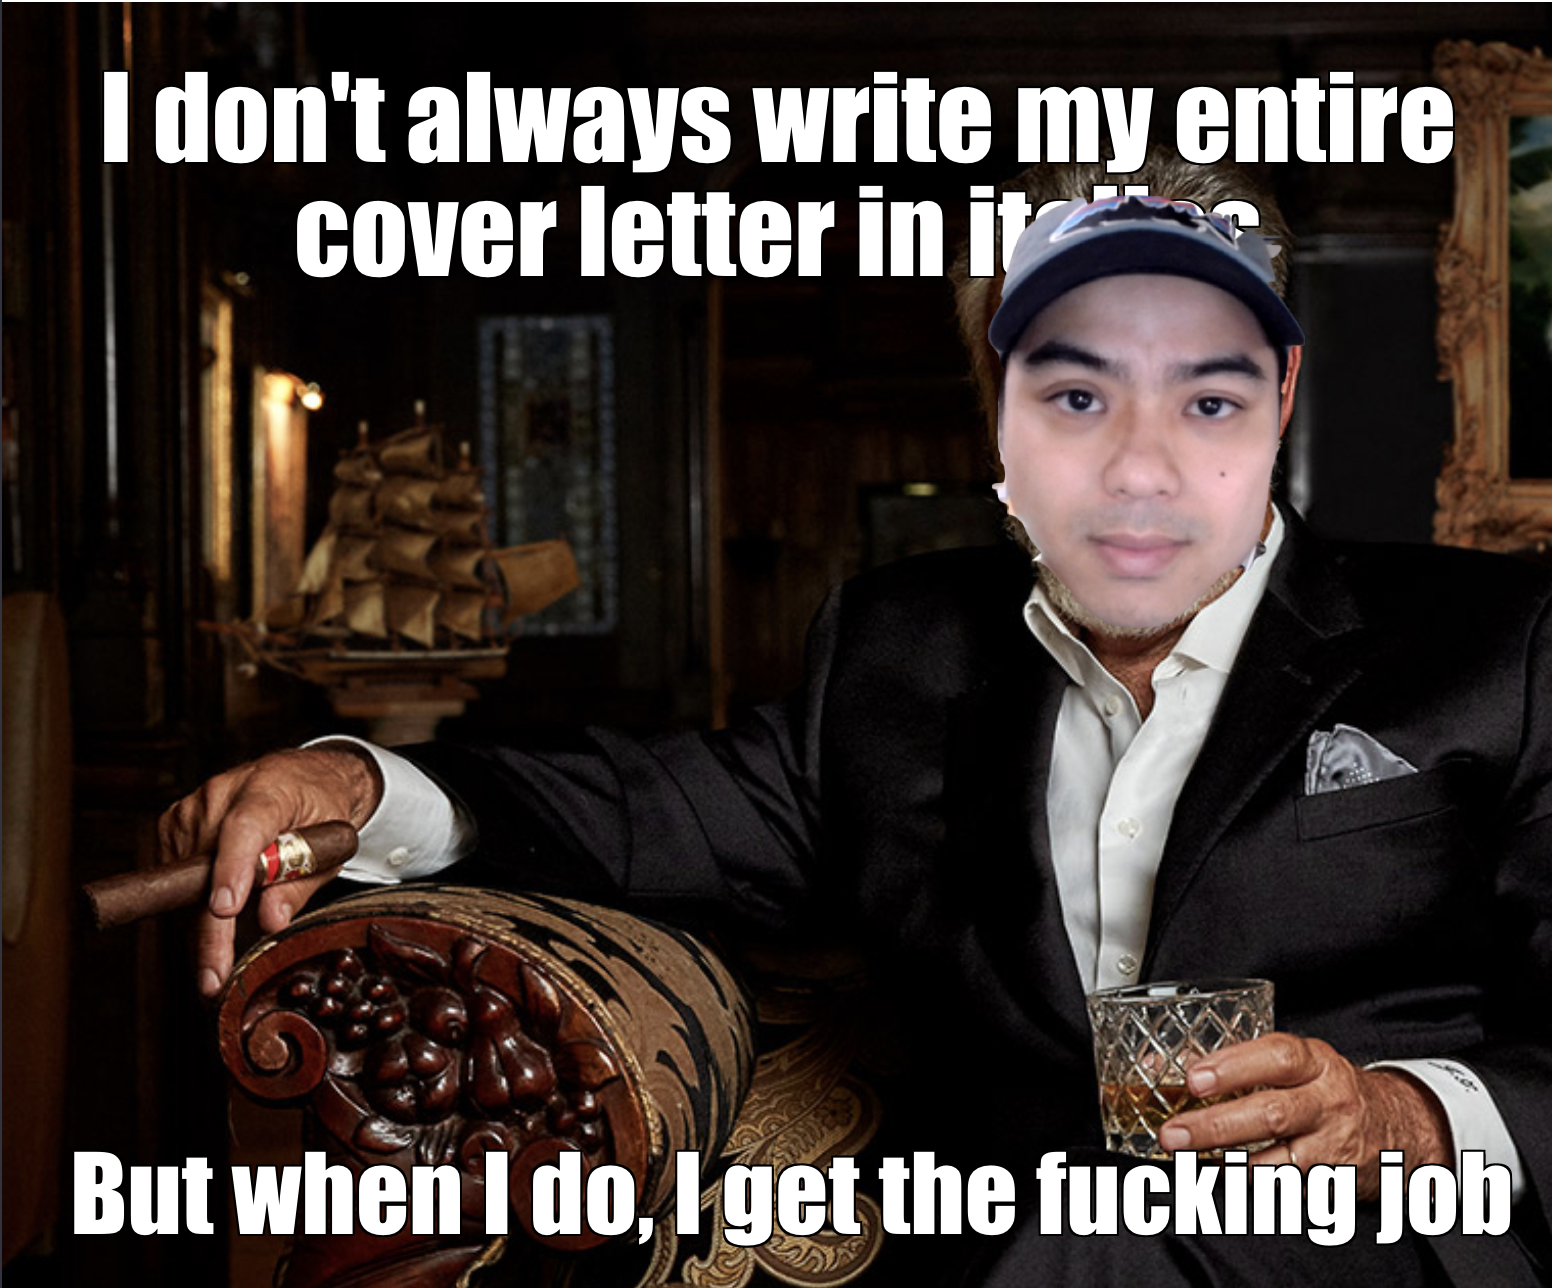 I don't always write my entire
cover letter in
But when I do, I get the fucking job